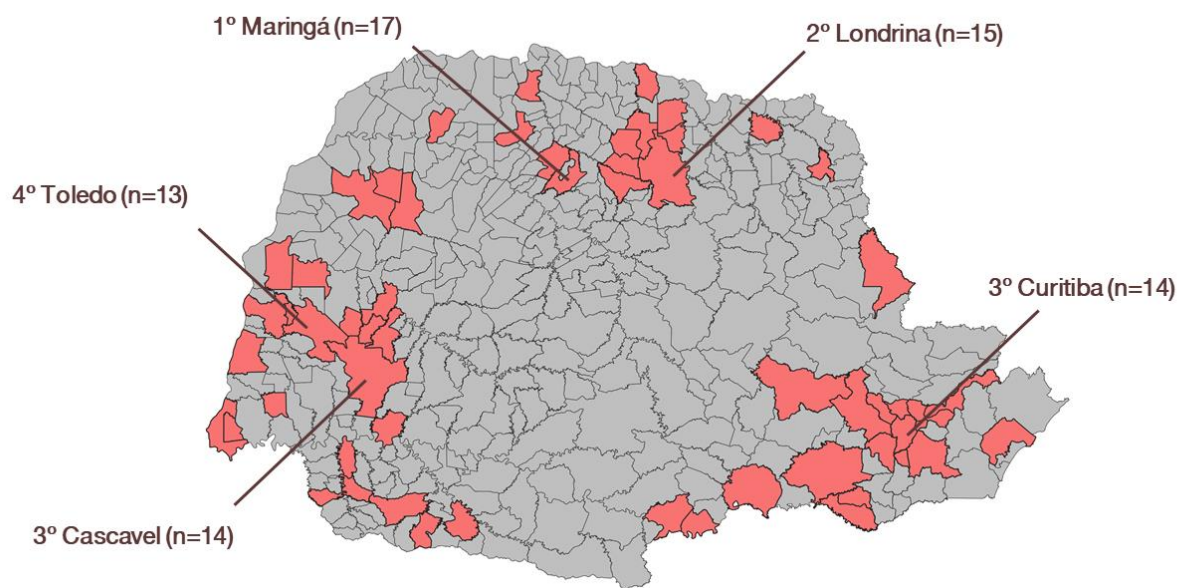 1º Maringá (n=17)
2º Londrina (n=15)
4º Toledo (n=13)
3º Curitiba (n=14)
3º Cascavel (n=14)